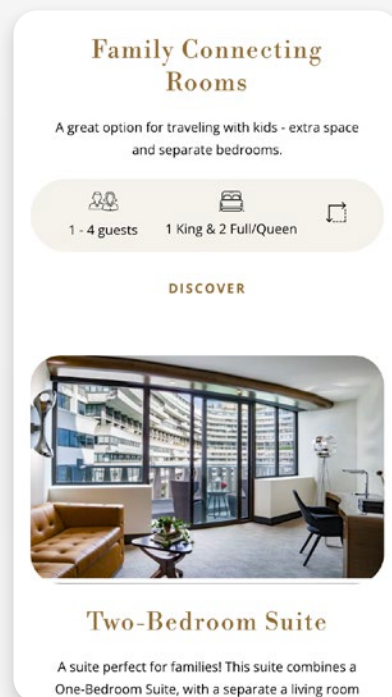 Family Connecting
Rooms
A great option for traveling with kids - extra space
and separate bedrooms.
1 - 4 guests
1 King & 2 Full/Queen
DISCOVER
Two-Bedroom Suite
A suite perfect for families! This suite combines a
One-Bedroom Suite, with a separate a living room